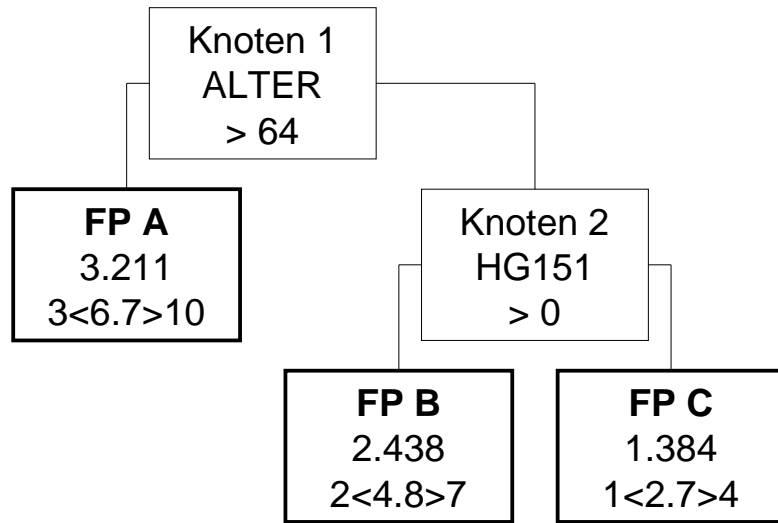 Knoten 1
ALTER
> 64
FP A
3.211
3<6.7>10
Knoten 2
HG151
> 0
FP B
2.438
2<4.8>7
FP C
1.384
1<2.7>4